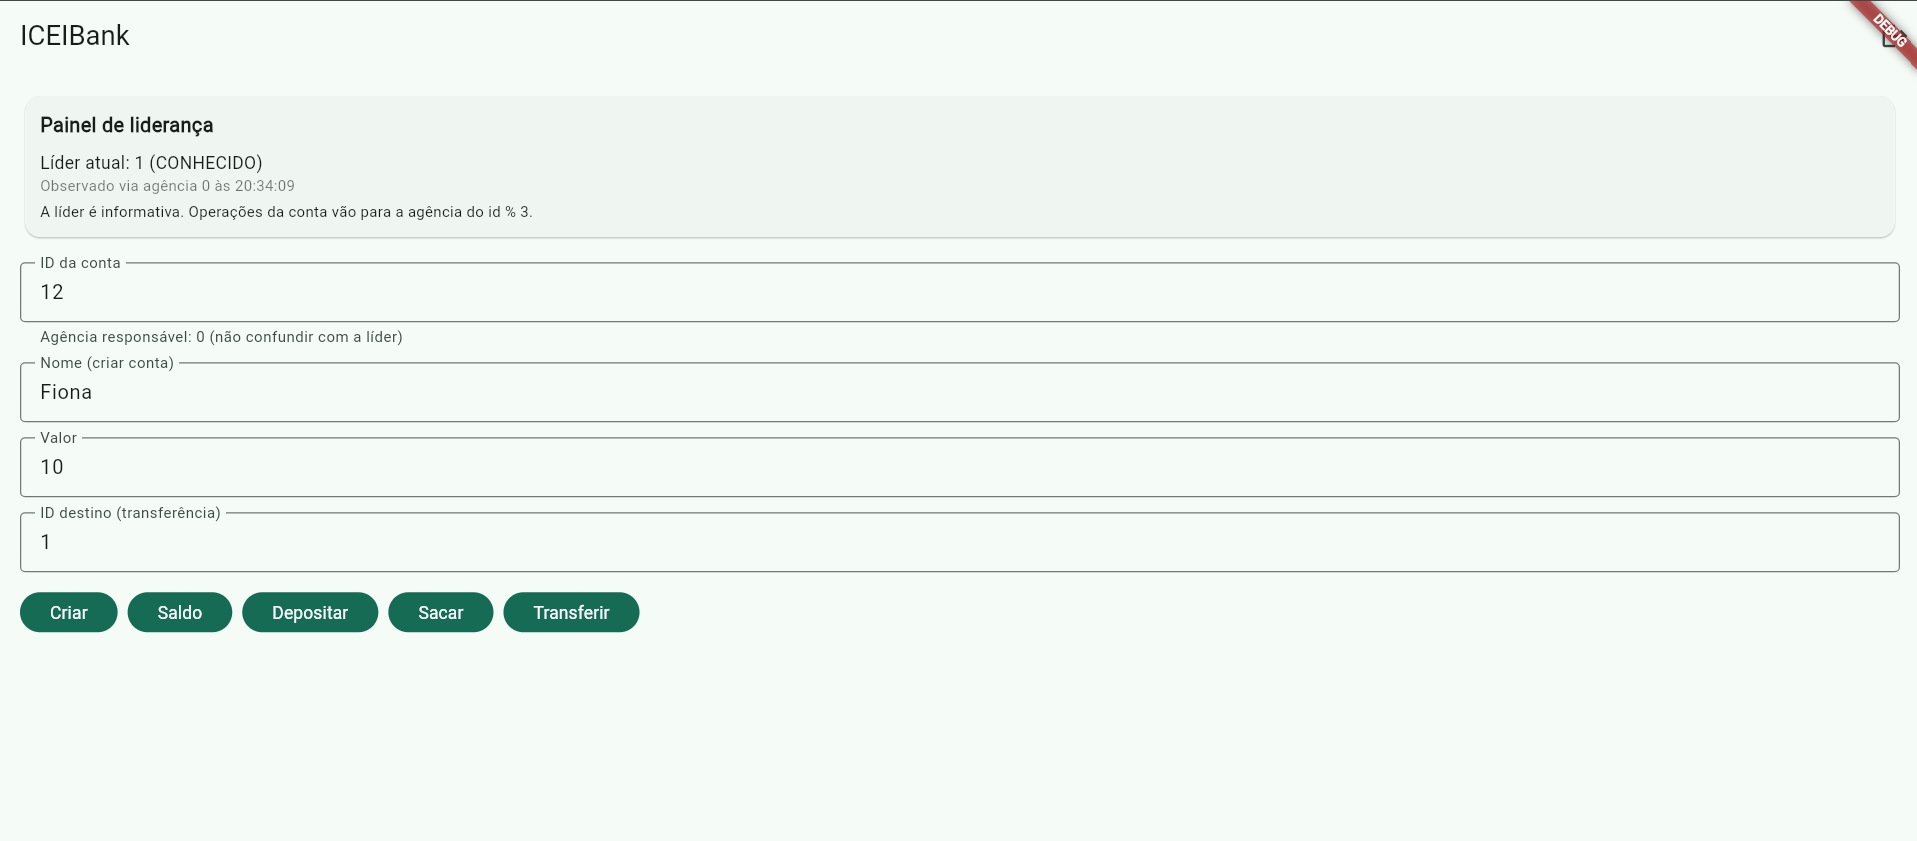 ICEIBank
DEBUG
Painel de liderança
Líder atual: 1 (CONHECIDO)
Observado via agência 0 às 20:34:09
A líder é informativa. Operações da conta vão para a agência do id % 3.
ID da conta
12
Agência responsável: 0 (não confundir com a líder)
Nome (criar conta)
Fiona
Valor
10
ID destino (transferência)
1
Criar Saldo Depositar Sacar Transferir